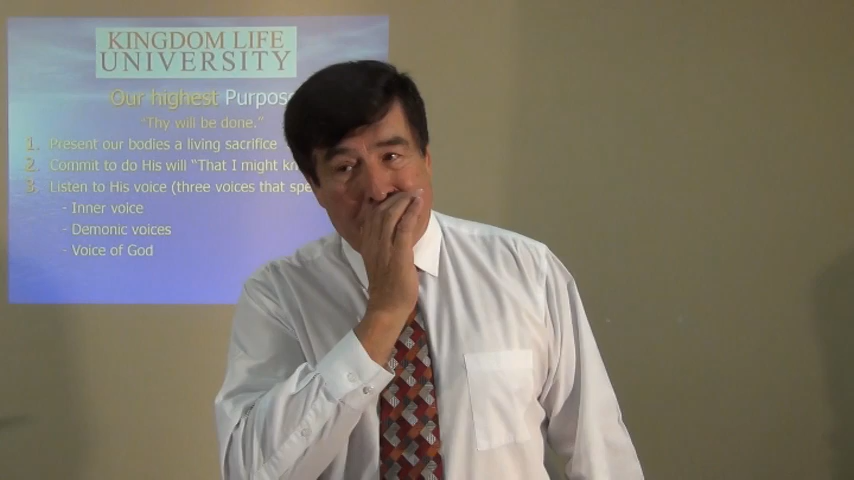 KINGDOM LIFE
UNIVERSITY
Our highest Purpose
"Thy will be done."
1. Present our bodies a living sacrifice
2. Commit to do His will "That I might
3. Listen to His voice (three voices that
- Inner voice
- Demonic voices
- Voice of God